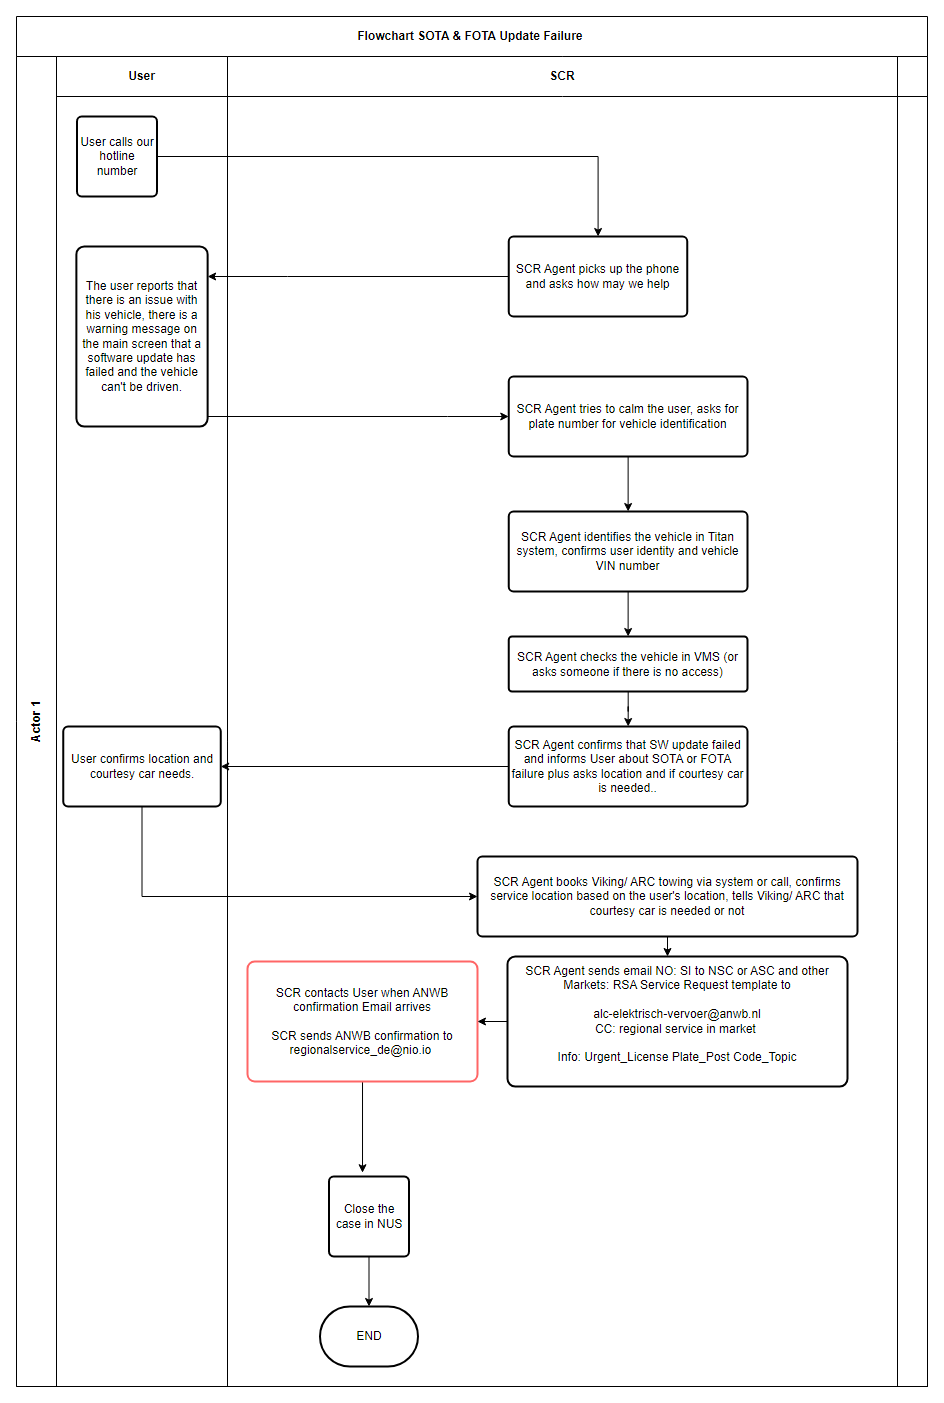 Flowchart SOTA & FOTA Update Failure
User
SCR
Actor 1
User calls our
hotline
number
SCR Agent picks up the phone
and asks how may we help
The user reports that
there is an issue with
his vehicle, there is a
warning message on
the main screen that a
software update has
failed and the vehicle
can't be driven.
SCR Agent tries to calm the user, asks for
plate number for vehicle identification
SCR Agent identifies the vehicle in Titan
system, confirms user identity and vehicle
VIN number
SCR Agent checks the vehicle in VMS (or
asks someone if there is no access)
SCR Agent confirms that SW update failed
and informs User about SOTA or FOTA
failure plus asks location and if courtesy car
is needed..
User confirms location and
courtesy car needs.
SCR Agent books Viking/ ARC towing via system or call, confirms
service location based on the user's location, tells Viking/ ARC that
courtesy car is needed or not
SCR Agent sends email NO: SI to NSC or ASC and other
Markets: RSA Service Request template to
alc-elektrisch-vervoer@anwb.nl
CC: regional service in market
Info: Urgent_License Plate_Post Code_Topic
SCR contacts User when ANWB
confirmation Email arrives
SCR sends ANWB confirmation to
regionalservice_de@nio.io
Close the
case in NUS
END